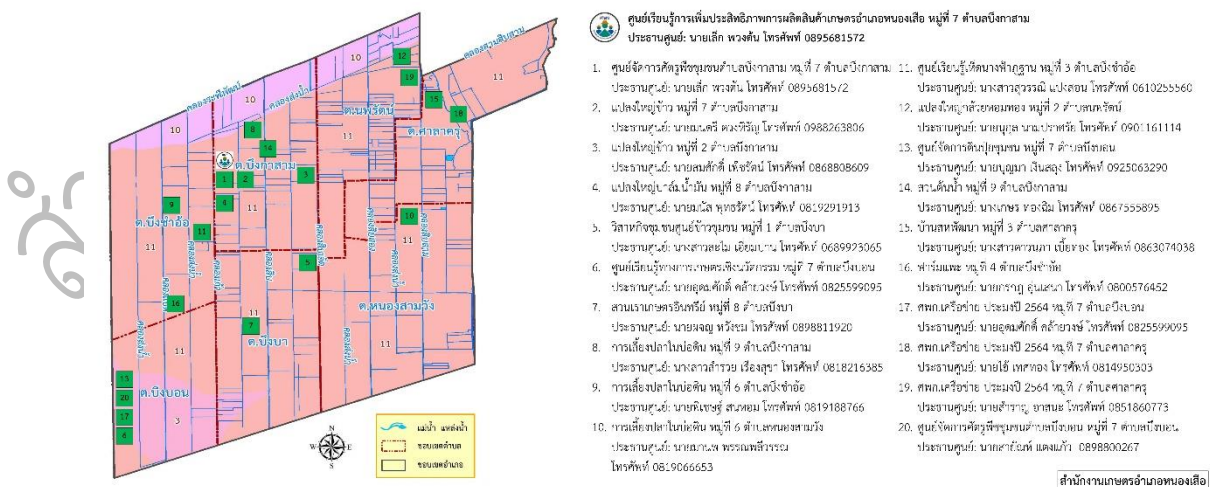 ศูนย์เรียนรู้การเพิ่มประสิทธิภาพการผลิตสินค้าเกษตรอำเภอหนองเสือ หมู่ที่ 7 ตำบลบึงกาสาม
ประธานศูนย์: นายเล็ก พวงต้น โทรศัพท์ 0895681572
1. ศูนย์จัดการศัตรูพืชชุมชนตำบลบึงกาสาม หมู่ที่ 7 ตำบลบึงกาสาม
ประธานศูนย์: นายเล็ก พวงต้น โทรศัพท์ 0895681572
2. แปลงใหญ่ข้าว หมู่ที่ 7 ตำบลบึงกาสาม
ประธานศูนย์: นายมนตรี ดวงหิรัญ โทรศัพท์ 0988263806
3. แปลงใหญ่ข้าว หมู่ที่ 2 ตำบลบึงกาสาม
ประธานศูนย์: นายสมศักดิ์ เพ็ชรัตน์ โทรศัพท์ 0868808609
4. แปลงใหญ่ปาล์มน้ำมัน หมู่ที่ 8 ตำบลบึงกาสาม
ประธานศูนย์: นายมนัส พุทธรัตน์ โทรศัพท์ 0819291913
5. วิสาหกิจชุมชนศูนย์ข้าวชุมชน หมู่ที่ 1 ตำบลบึงบา
ประธานศูนย์: นางสาวละไม เอี่ยมบาน โทรศัพท์ 0689923065
6. ศูนย์เรียนรู้ทางการเกษตรเชิงนวัตกรรม หมู่ที่ 7 ตำบลบึงบอน
ประธานศูนย์: นายอุดมศักดิ์ คล้ายวงษ์ โทรศัพท์ 0825599095
7. สวนเราเกษตรอินทรีย์ หมู่ที่ 8 ตำบลบึงบา
ประธานศูนย์: นายผจญ หวังชม โทรศัพท์ 0898811920
8. การเลี้ยงปลาในบ่อดิน หมู่ที่ 9 ตำบลบึงกาสาม
ประธานศูนย์: นางสาวสำรวย เรืองสุขา โทรศัพท์ 0818216385
9. การเลี้ยงปลาในบ่อดิน หมู่ที่ 6 ตำบลบึงชำอ้อ
ประธานศูนย์: นายพิเชษฐ์ สนหอม โทรศัพท์ 0819188766
10. การเลี้ยงปลาในบ่อดิน หมู่ที่ 6 ตำบลหนองสามวัง
ประธานศูนย์: นายมานพ พรรณพลีวรรณ
โทรศัพท์ 0819066653
11. ศูนย์เรียนรู้เห็ดนางฟ้าภูฐาน หมู่ที่ 3 ตำบลบึงชำอ้อ
ประธานศูนย์: นางสาวสุวรรณี แปลงสอน โทรศัพท์ 0610255560
12. แปลงใหญ่กล้วยหอมทอง หมู่ที่ 2 ตำบลนพรัตน์
ประธานศูนย์: นายนุกูล นามปราศรัย โทรศัพท์ 0901161114
13. ศูนย์จัดการดินปุ๋ยชุมชน หมู่ที่ 7 ตำบลบึงบอน
ประธานศูนย์: นายบุญมา เงินสลุง โทรศัพท์ 0925063290
14. สวนต้นน้ำ หมู่ที่ 9 ตำบลบึงกาสาม
ประธานศูนย์: นางเกษร ทองฉิม โทรศัพท์ 0867555895
15. บ้านสหพัฒนา หมู่ที่ 3 ตำบลศาลาครุ
ประธานศูนย์: นางสาวดาวนภา เบี้ยทอง โทรศัพท์ 0863074038
16. ฟาร์มแพะ หมู่ที่ 4 ตำบลบึงชำอ้อ
ประธานศูนย์: นายกรกฎ อุ่นเสนา โทรศัพท์ 0800576452
17. ศพก.เครือข่าย ประมงปี 2564 หมู่ที่ 7 ตำบลบึงบอน
ประธานศูนย์: นายอุดมศักดิ์ คล้ายวงษ์ โทรศัพท์ 0825599095
18. ศพก.เครือข่าย ประมงปี 2564 หมู่ที่ 7 ตำบลศาลาครุ
ประธานศูนย์: นายไฮ้ เทศทอง โทรศัพท์ 0814950303
19. ศพก.เครือข่าย ประมงปี 2564 หมู่ที่ 7 ตำบลศาลาครุ
ประธานศูนย์: นายสำราญ อาสนะ โทรศัพท์ 0851860773
20. ศูนย์จัดการศัตรูพืชชุมชนตำบลบึงบอน หมู่ที่ 7 ตำบลบึงบอน
ประธานศูนย์: นายสายัณห์ แดงแก้ว 0898800267
สำนักงานเกษตรอำเภอหนองเสือ
คลองระพีพัฒน์
คลองส่งน้ำ
คลองสามสิบสาม
ต.นพรัตน์
ต.ศาลาครุ
ต.บึงกาสาม
ต.บึงชำอ้อ
ต.หนองสามวัง
ต.บึงบา
ต.บึงบอน
แม่น้ำ แหล่งน้ำ
ขอบเขตตำบล
ขอบเขตอำเภอ
N
W E
S